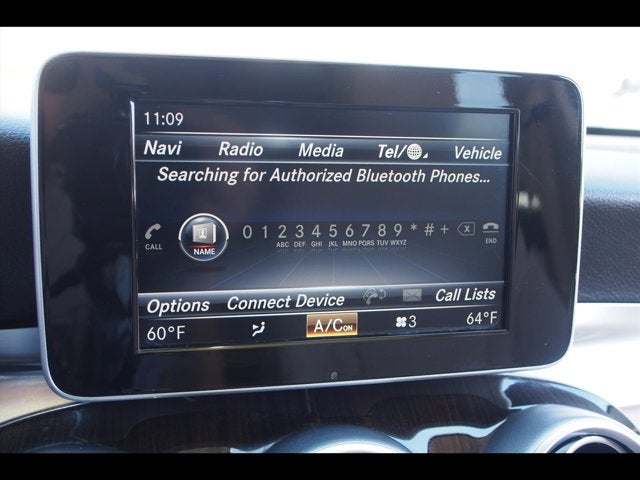 11:09
Navi Radio Media Tel/ Vehicle
Searching for Authorized Bluetooth Phones...
0 1 2 3 4 5 6 7 8 9 * # +
ABC DEF GHI JKL MNO PQRS TUV WXYZ
CALL NAME END
Options Connect Device Call Lists
60°F A/C ON 3 64°F